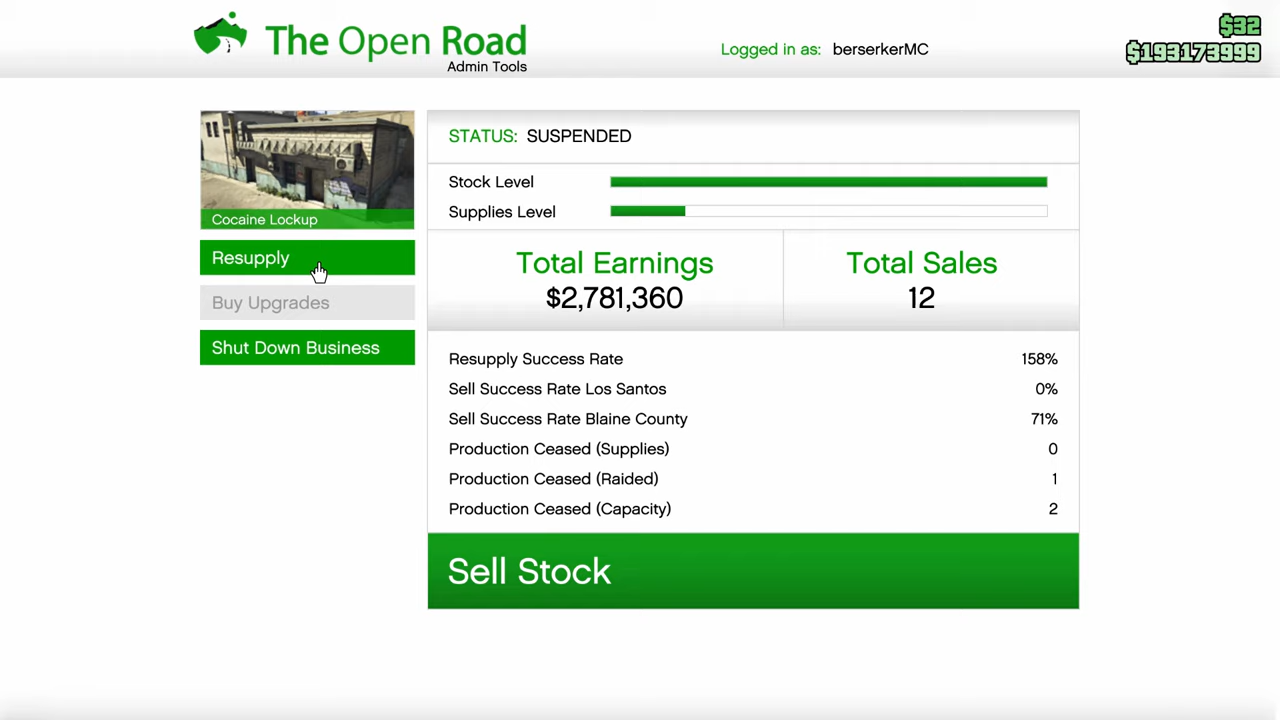 The Open Road
Admin Tools
Logged in as: berserkerMC
$32
$193173999
Cocaine Lockup
Resupply
Buy Upgrades
Shut Down Business
STATUS: SUSPENDED
Stock Level
Supplies Level
Total Earnings
$2,781,360
Total Sales
12
Resupply Success Rate 158%
Sell Success Rate Los Santos 0%
Sell Success Rate Blaine County 71%
Production Ceased (Supplies) 0
Production Ceased (Raided) 1
Production Ceased (Capacity) 2
Sell Stock